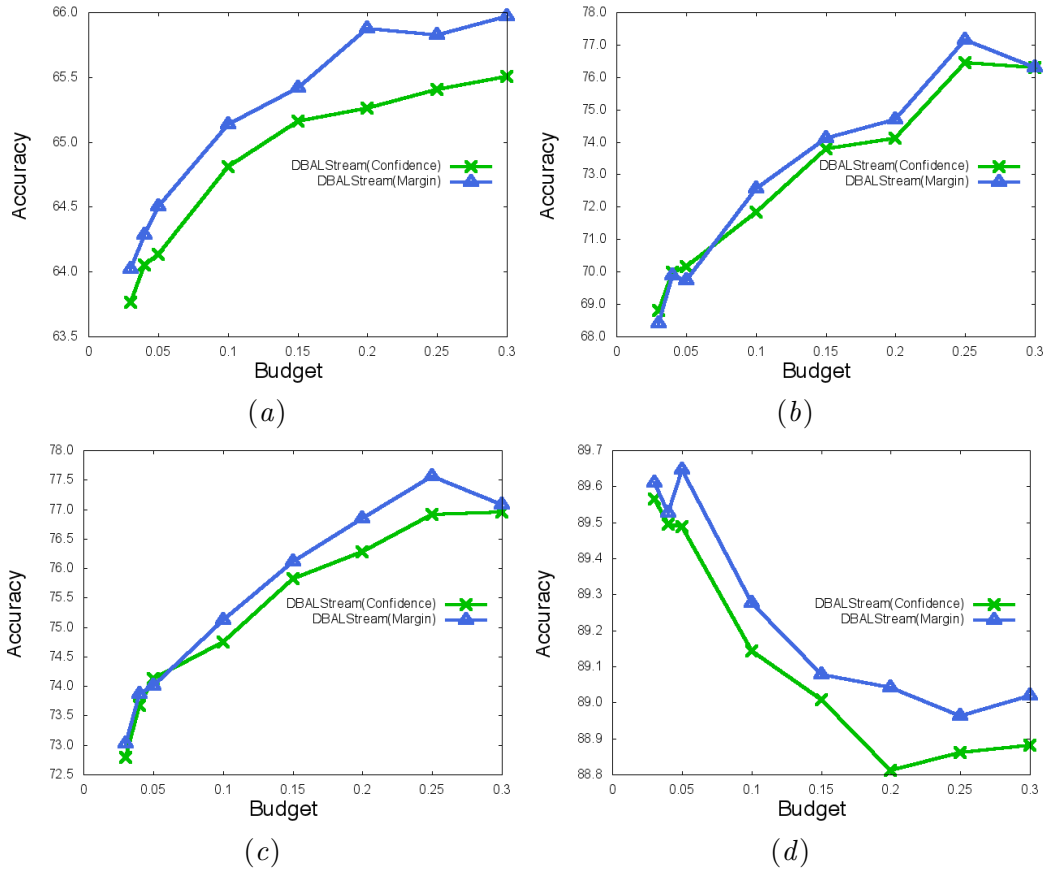 66.0
65.5
65.0
64.5
64.0
63.5
Accuracy
DBALStream(Confidence)
DBALStream(Margin)
0 0.05 0.1 0.15 0.2 0.25 0.3
Budget
(a)
78.0
77.0
76.0
75.0
74.0
73.0
72.0
71.0
70.0
69.0
68.0
Accuracy
DBALStream(Confidence)
DBALStream(Margin)
0 0.05 0.1 0.15 0.2 0.25 0.3
Budget
(b)
78.0
77.5
77.0
76.5
76.0
75.5
75.0
74.5
74.0
73.5
73.0
72.5
Accuracy
DBALStream(Confidence)
DBALStream(Margin)
0 0.05 0.1 0.15 0.2 0.25 0.3
Budget
(c)
89.7
89.6
89.5
89.4
89.3
89.2
89.1
89.0
88.9
88.8
Accuracy
DBALStream(Confidence)
DBALStream(Margin)
0 0.05 0.1 0.15 0.2 0.25 0.3
Budget
(d)